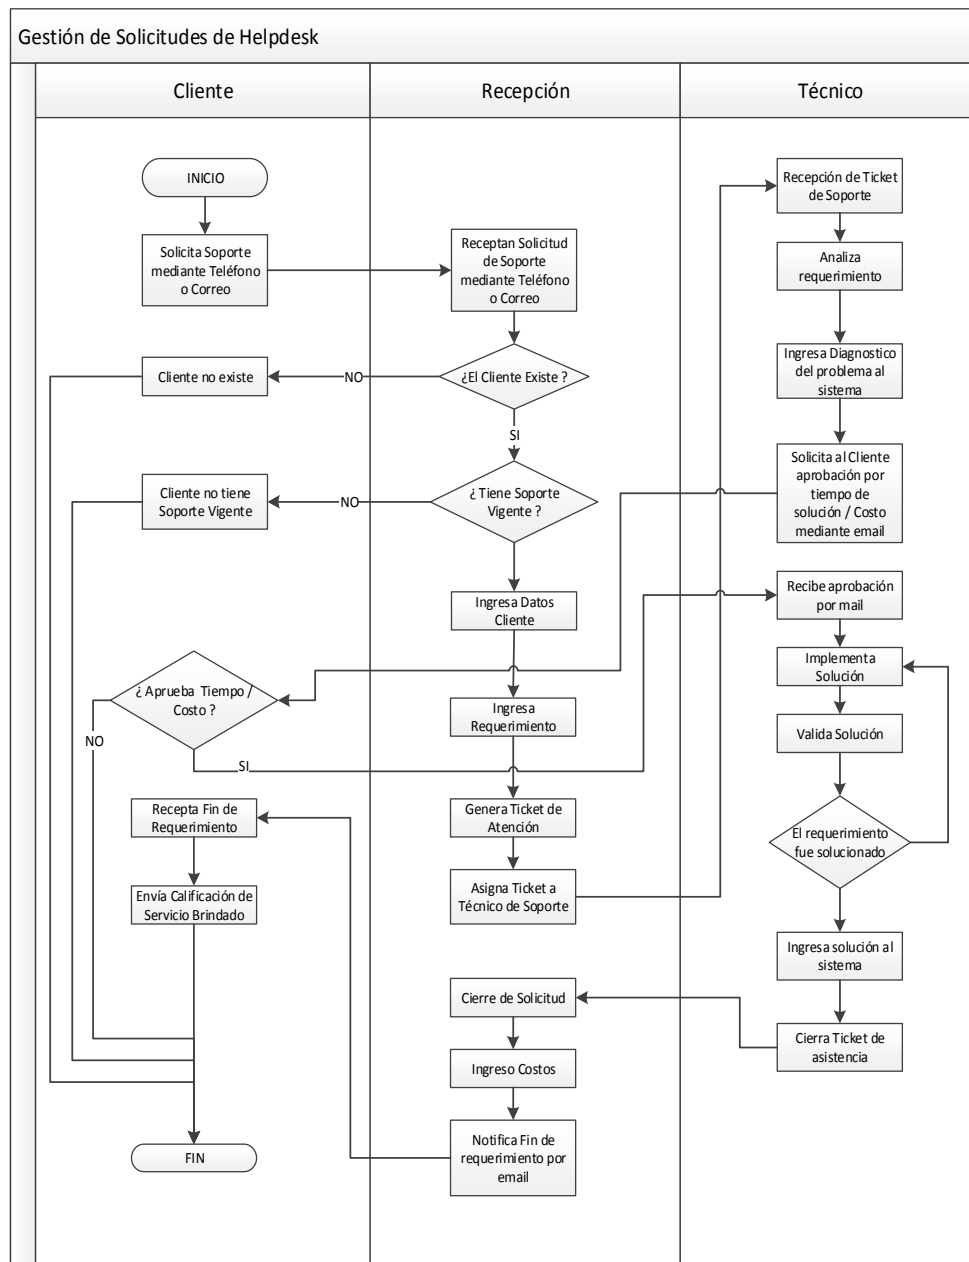 Gestión de Solicitudes de Helpdesk
Cliente
Recepción
Técnico
INICIO
Solicita Soporte
mediante Teléfono
o Correo
Cliente no existe
NO
Cliente no tiene
Soporte Vigente
NO
¿ Aprueba Tiempo /
Costo ?
NO
SI
Recepta Fin de
Requerimiento
Envía Calificación de
Servicio Brindado
FIN
Receptan Solicitud
de Soporte
mediante Teléfono
o Correo
¿El Cliente Existe ?
SI
¿ Tiene Soporte
Vigente ?
Ingresa Datos
Cliente
Ingresa
Requerimiento
Genera Ticket de
Atención
Asigna Ticket a
Técnico de Soporte
Cierre de Solicitud
Ingreso Costos
Notifica Fin de
requerimiento por
email
Recepción de Ticket
de Soporte
Analiza
requerimiento
Ingresa Diagnostico
del problema al
sistema
Solicita al Cliente
aprobación por
tiempo de
solución / Costo
mediante email
Recibe aprobación
por mail
Implementa
Solución
Valida Solución
El requerimiento
fue solucionado
Ingresa solución al
sistema
Cierra Ticket de
asistencia